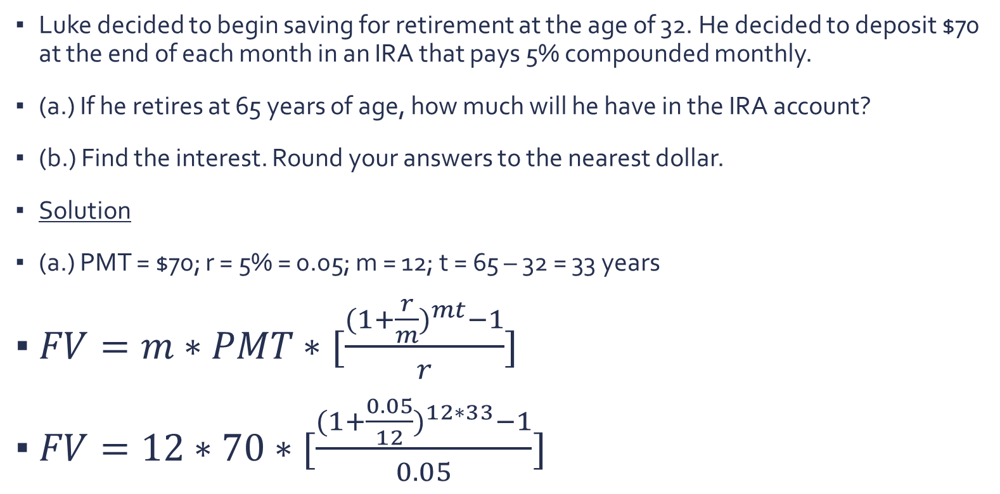 ▪ Luke decided to begin saving for retirement at the age of 32. He decided to deposit $70
at the end of each month in an IRA that pays 5% compounded monthly.
▪ (a.) If he retires at 65 years of age, how much will he have in the IRA account?
▪ (b.) Find the interest. Round your answers to the nearest dollar.
▪ Solution
▪ (a.) PMT = $70; r = 5% = 0.05; m = 12; t = 65 – 32 = 33 years
▪ FV = m * PMT * [\frac{(1+\frac{r}{m})^{mt}-1}{r}]
▪ FV = 12 * 70 * [\frac{(1+\frac{0.05}{12})^{12*33}-1}{0.05}]